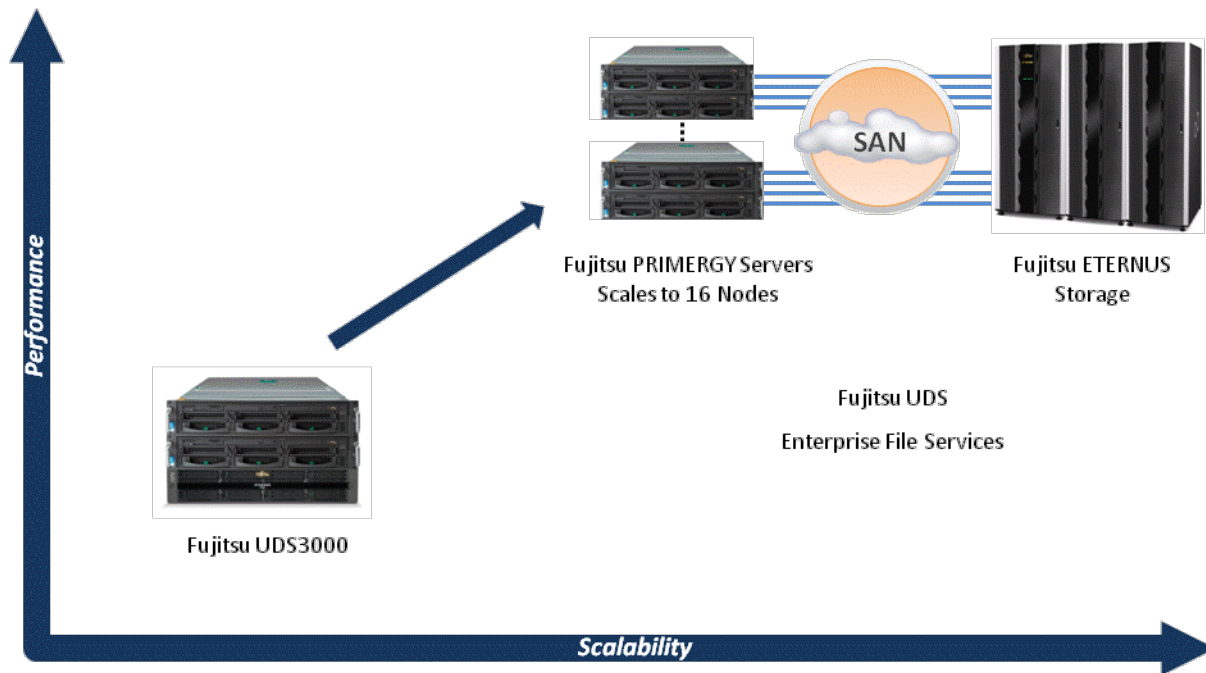 SAN
Fujitsu PRIMERGY Servers
Scales to 16 Nodes
Fujitsu ETERNUS
Storage
Performance
Fujitsu UDS
Enterprise File Services
Fujitsu UDS3000
Scalability